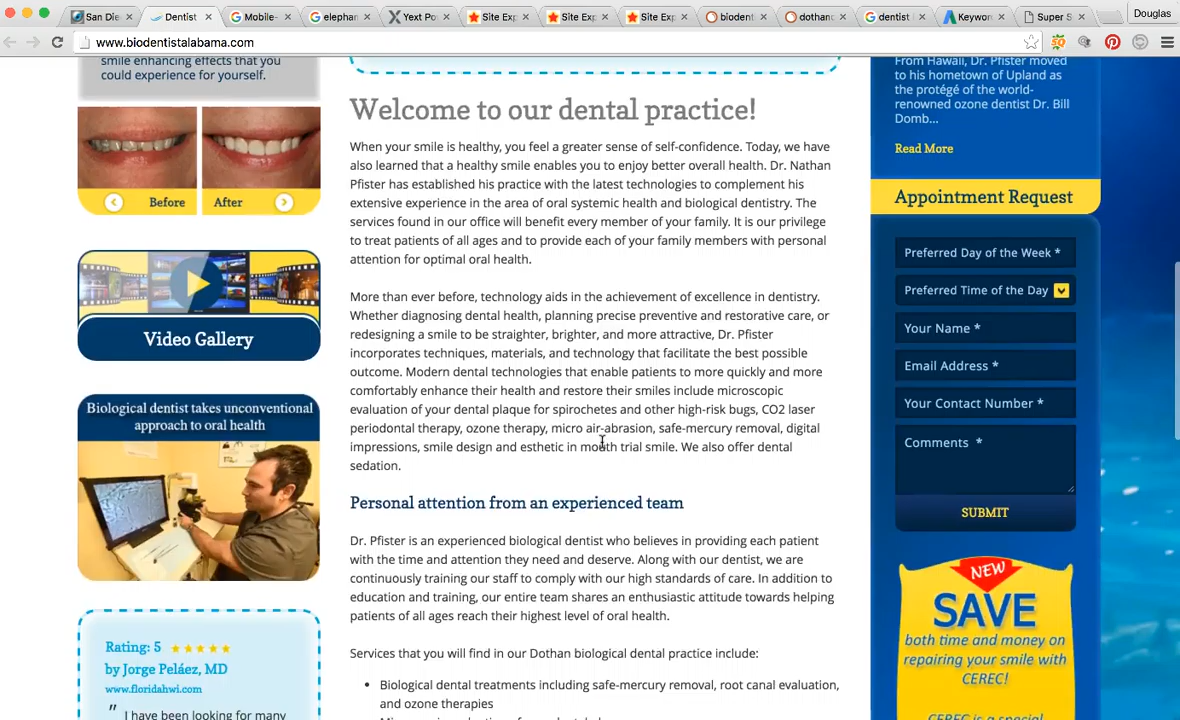 San Die
Dentist
Mobile-
elephan
Yext Po
Site Exp
Site Exp
Site Exp
bioden
dothan
dentist
Keywor
Super S
Douglas
www.biodentistalabama.com
smile enhancing effects that you
could experience for yourself.
Before
After
Video Gallery
Biological dentist takes unconventional
approach to oral health
Rating: 5
by Jorge Peláez, MD
www.floridahwi.com
" I have been looking for many
Welcome to our dental practice!
When your smile is healthy, you feel a greater sense of self-confidence. Today, we have
also learned that a healthy smile enables you to enjoy better overall health. Dr. Nathan
Pfister has established his practice with the latest technologies to complement his
extensive experience in the area of oral systemic health and biological dentistry. The
services found in our office will benefit every member of your family. It is our privilege
to treat patients of all ages and to provide each of your family members with personal
attention for optimal oral health.
More than ever before, technology aids in the achievement of excellence in dentistry.
Whether diagnosing dental health, planning precise preventive and restorative care, or
redesigning a smile to be straighter, brighter, and more attractive, Dr. Pfister
incorporates techniques, materials, and technology that facilitate the best possible
outcome. Modern dental technologies that enable patients to more quickly and more
comfortably enhance their health and restore their smiles include microscopic
evaluation of your dental plaque for spirochetes and other high-risk bugs, CO2 laser
periodontal therapy, ozone therapy, micro air-abrasion, safe-mercury removal, digital
impressions, smile design and esthetic in mouth trial smile. We also offer dental
sedation.
Personal attention from an experienced team
Dr. Pfister is an experienced biological dentist who believes in providing each patient
with the time and attention they need and deserve. Along with our dentist, we are
continuously training our staff to comply with our high standards of care. In addition to
education and training, our entire team shares an enthusiastic attitude towards helping
patients of all ages reach their highest level of oral health.
Services that you will find in our Dothan biological dental practice include:
• Biological dental treatments including safe-mercury removal, root canal evaluation,
and ozone therapies
From Hawaii, Dr. Pfister moved
to his hometown of Upland as
the protégé of the world-
renowned ozone dentist Dr. Bill
Domb...
Read More
Appointment Request
Preferred Day of the Week *
Preferred Time of the Day
Your Name *
Email Address *
Your Contact Number *
Comments *
SUBMIT
NEW
SAVE
both time and money on
repairing your smile with
CEREC!
CEREC is a special